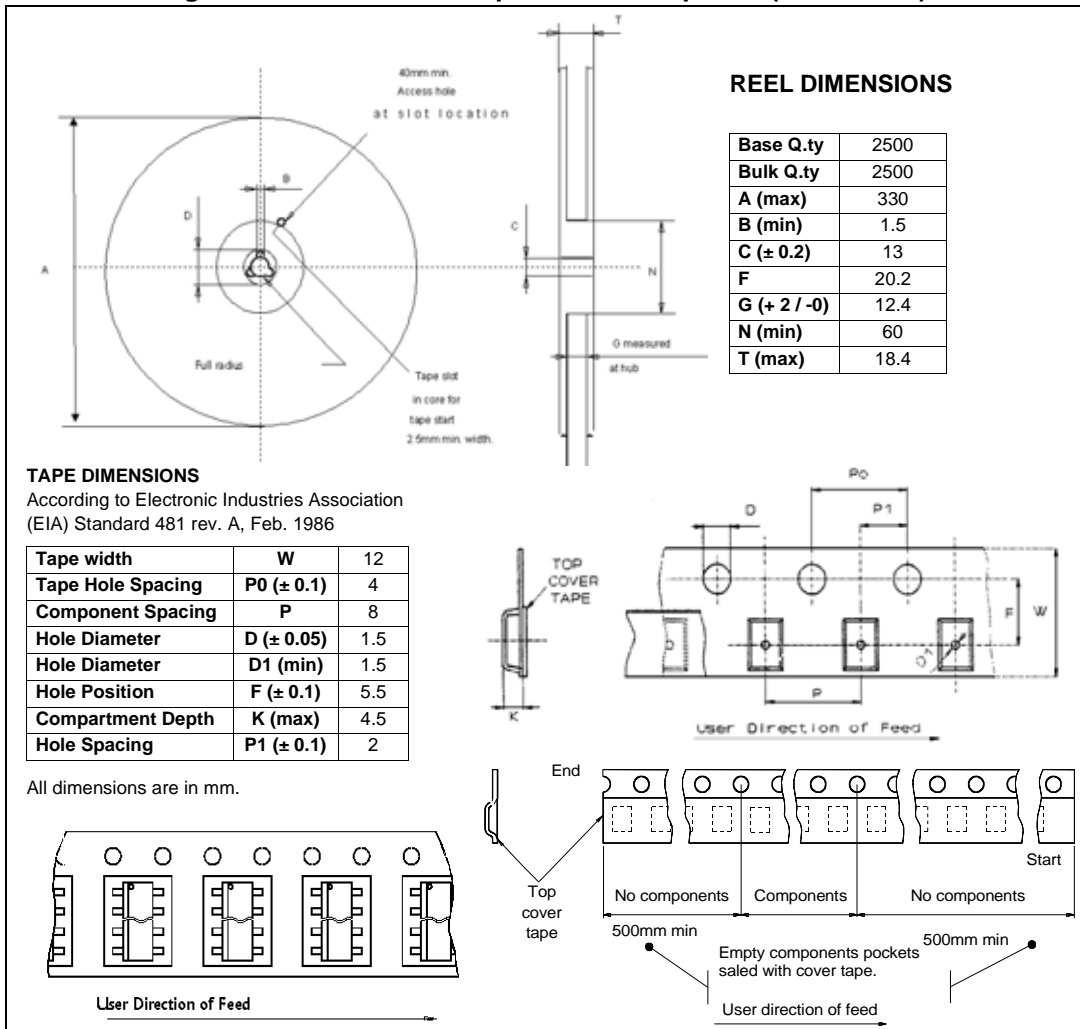 T
40mm min.
Access hole
at slot location
B
D
A
C
N
Full radius
Tape slot
in core for
tape start
2.5mm min. width.
G measured
at hub
REEL DIMENSIONS
Base Q.ty 2500
Bulk Q.ty 2500
A (max) 330
B (min) 1.5
C (± 0.2) 13
F 20.2
G (+ 2 / -0) 12.4
N (min) 60
T (max) 18.4
TAPE DIMENSIONS
According to Electronic Industries Association
(EIA) Standard 481 rev. A, Feb. 1986
Tape width W 12
Tape Hole Spacing P0 (± 0.1) 4
Component Spacing P 8
Hole Diameter D (± 0.05) 1.5
Hole Diameter D1 (min) 1.5
Hole Position F (± 0.1) 5.5
Compartment Depth K (max) 4.5
Hole Spacing P1 (± 0.1) 2
All dimensions are in mm.
Po
D
P1
TOP
COVER
TAPE
F
W
D1
K
P
User Direction of Feed
End
Start
Top
cover
tape
No components
Components
No components
500mm min
500mm min
Empty components pockets
saled with cover tape.
User direction of feed
User Direction of Feed